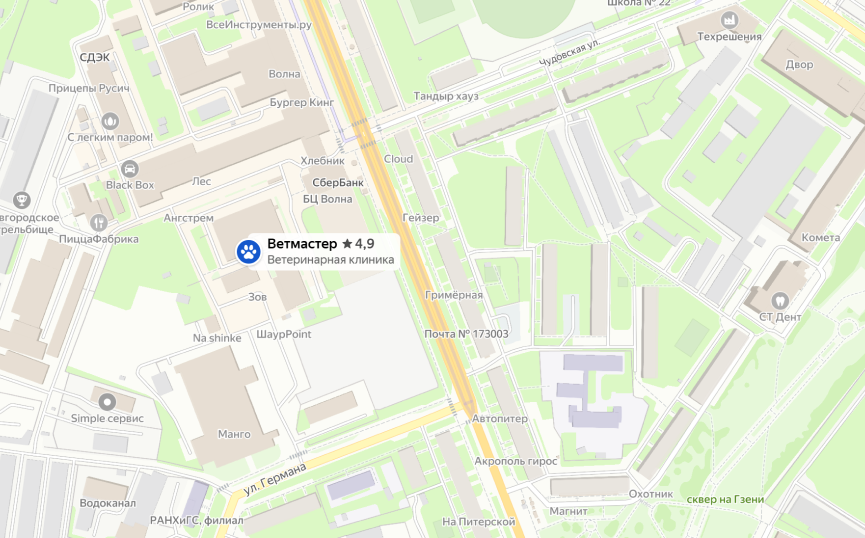 Школа № 22
Ролик
ВсеИнструменты.ру
Техрешения
Чудовская ул.
СДЭК
Двор
Волна
Прицепы Русич
Тандыр хауз
Бургер Кинг
С легким паром!
Хлебник
Cloud
Black Box
Лес
СберБанк
БЦ Волна
Ангстрем
Гейзер
вгородское
рельбище
ПиццаФабрика
Комета
Ветмастер ★ 4,9
Ветеринарная клиника
Зов
Гримёрная
СТ Дент
Na shinke
ШаурPoint
Почта № 173003
Simple сервис
Манго
Автопитер
Акрополь гирос
ул. Германа
Охотник
сквер на Гзени
Водоканал
Магнит
РАНХиГС, филиал
На Питерской